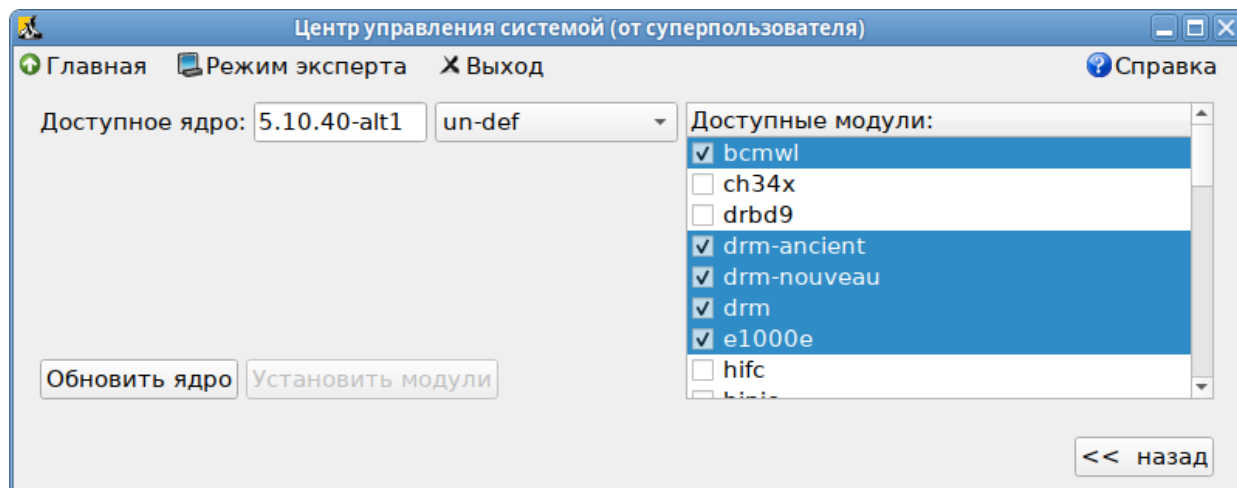 Центр управления системой (от суперпользователя)
Главная Режим эксперта Выход Справка
Доступное ядро: 5.10.40-alt1 un-def
Доступные модули:
bcmwl
ch34x
drbd9
drm-ancient
drm-nouveau
drm
e1000e
hifc
Обновить ядро Установить модули
<< назад